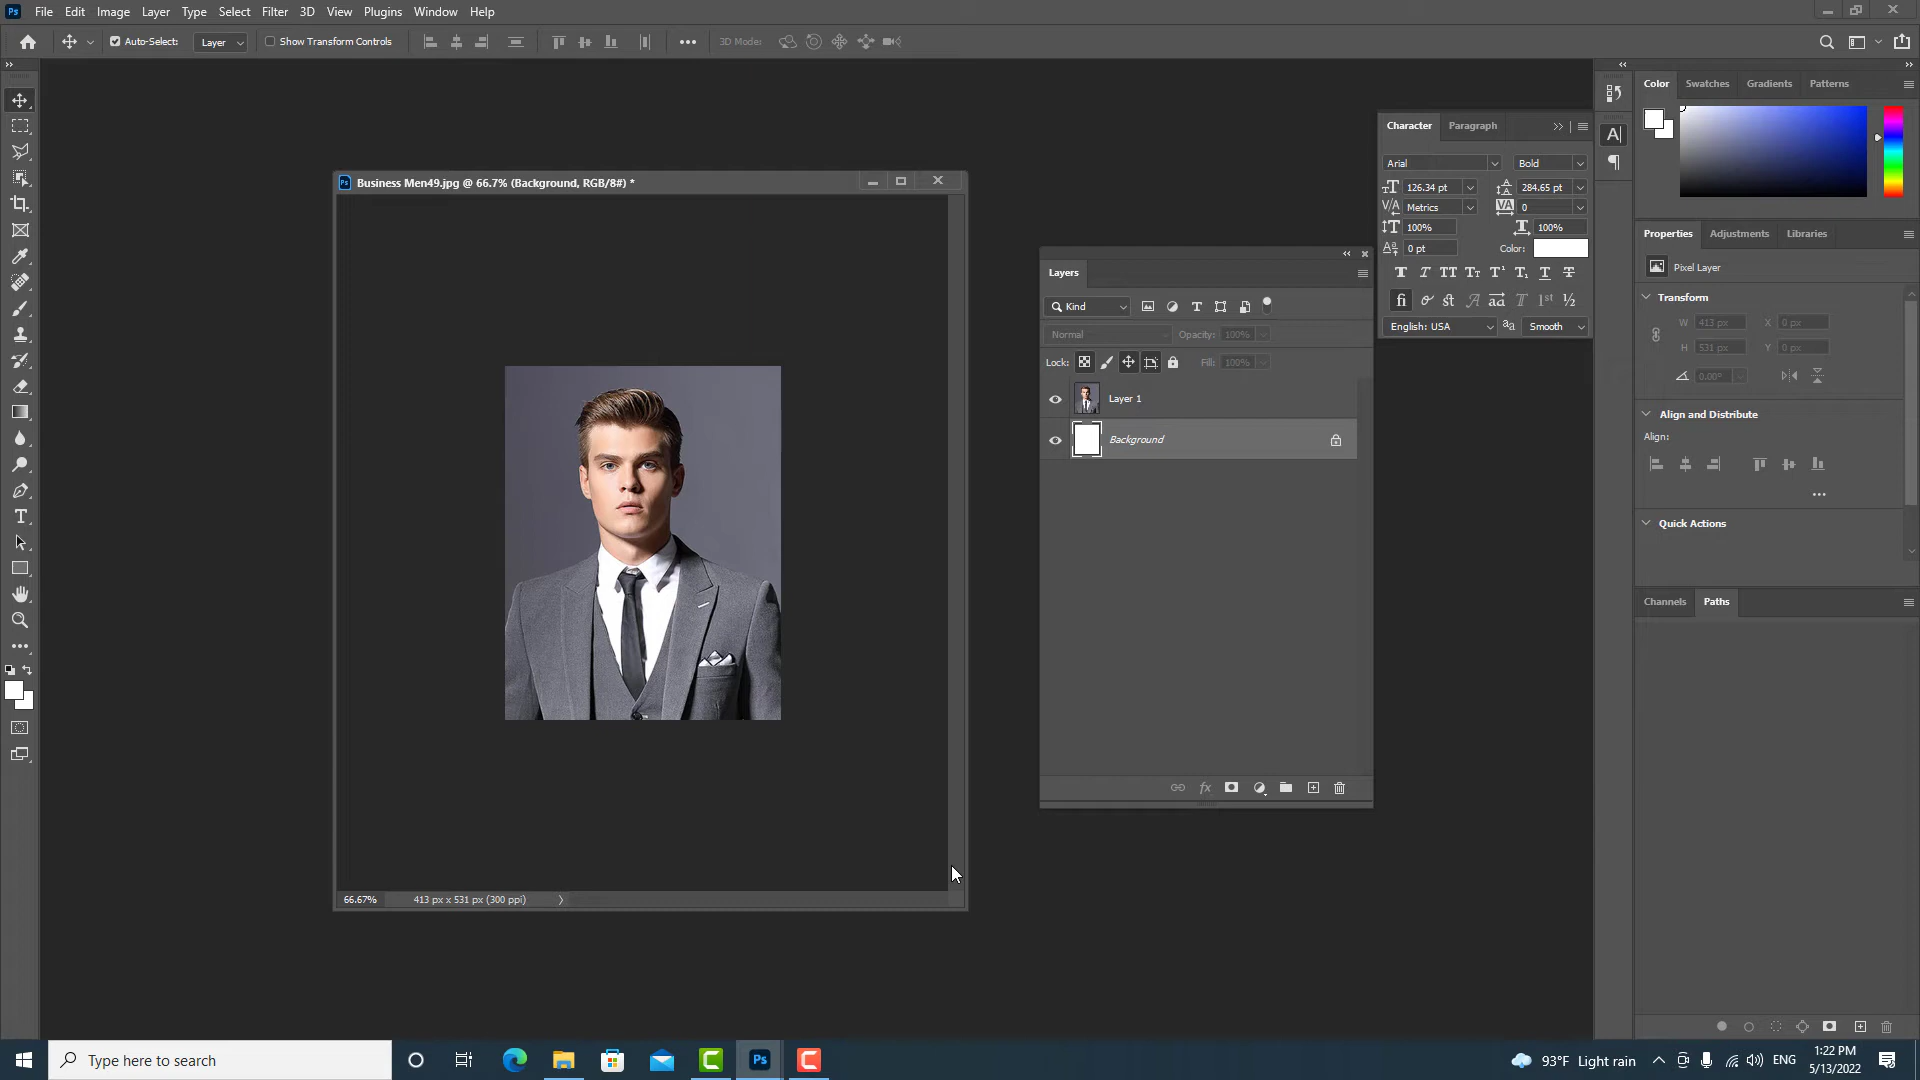 Ps File Edit Image Layer Type Select Filter 3D View Plugins Window Help
Auto-Select: Layer Show Transform Controls 3D Mode:
Color Swatches Gradients Patterns
Character Paragraph
Arial Bold
126.34 pt 284.65 pt
Metrics 0
100% 100%
0 pt Color:
English: USA aa Smooth
Ps Business Men49.jpg @ 66.7% (Background, RGB/8#) *
66.67% 413 px x 531 px (300 ppi)
Layers
Kind
Normal Opacity: 100%
Lock: Fill: 100%
Layer 1
Background
fx
Properties Adjustments Libraries
Pixel Layer
Transform
W 413 px X 0 px
H 531 px Y 0 px
0.00°
Align and Distribute
Align:
Quick Actions
Channels Paths
Type here to search
Ps
93°F Light rain
ENG
1:22 PM
5/13/2022